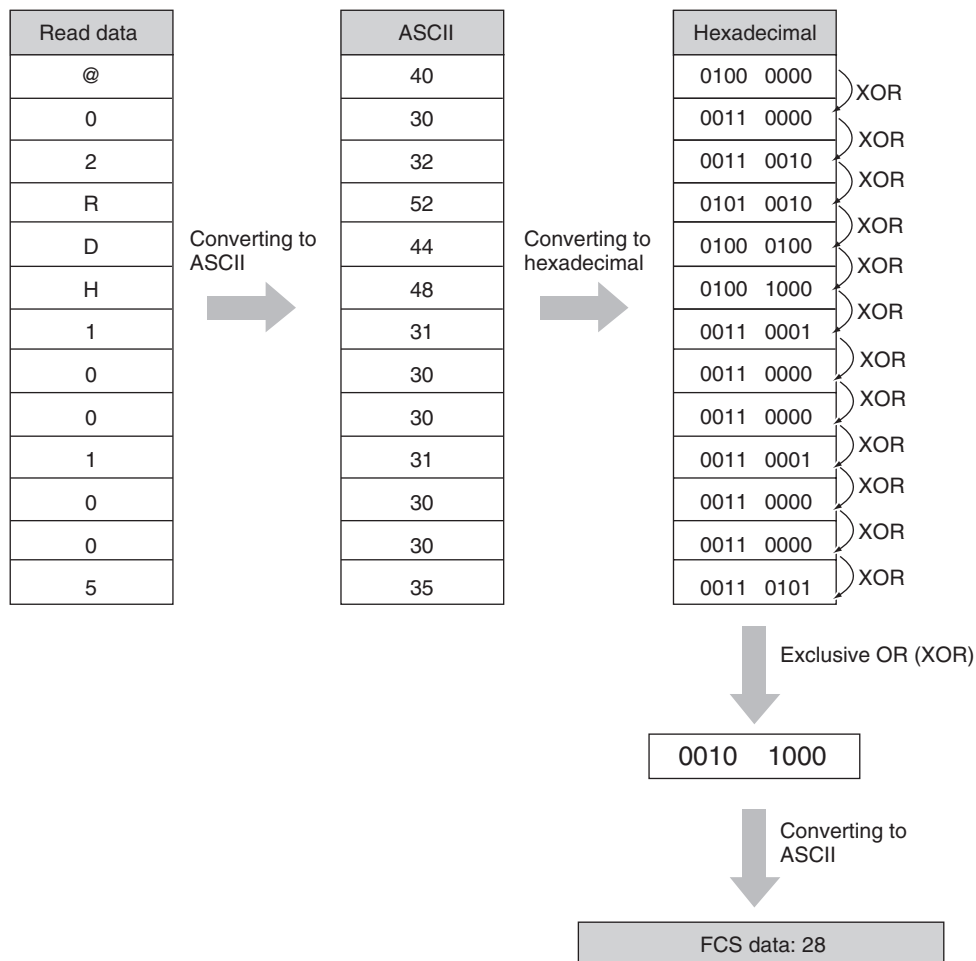 Read data
@
0
2
R
D
H
1
0
0
1
0
0
5
Converting to
ASCII
ASCII
40
30
32
52
44
48
31
30
30
31
30
30
35
Converting to
hexadecimal
Hexadecimal
0100 0000
0011 0000
0011 0010
0101 0010
0100 0100
0100 1000
0011 0001
0011 0000
0011 0000
0011 0001
0011 0000
0011 0000
0011 0101
XOR
XOR
XOR
XOR
XOR
XOR
XOR
XOR
XOR
XOR
XOR
XOR
Exclusive OR (XOR)
0010 1000
Converting to
ASCII
FCS data: 28